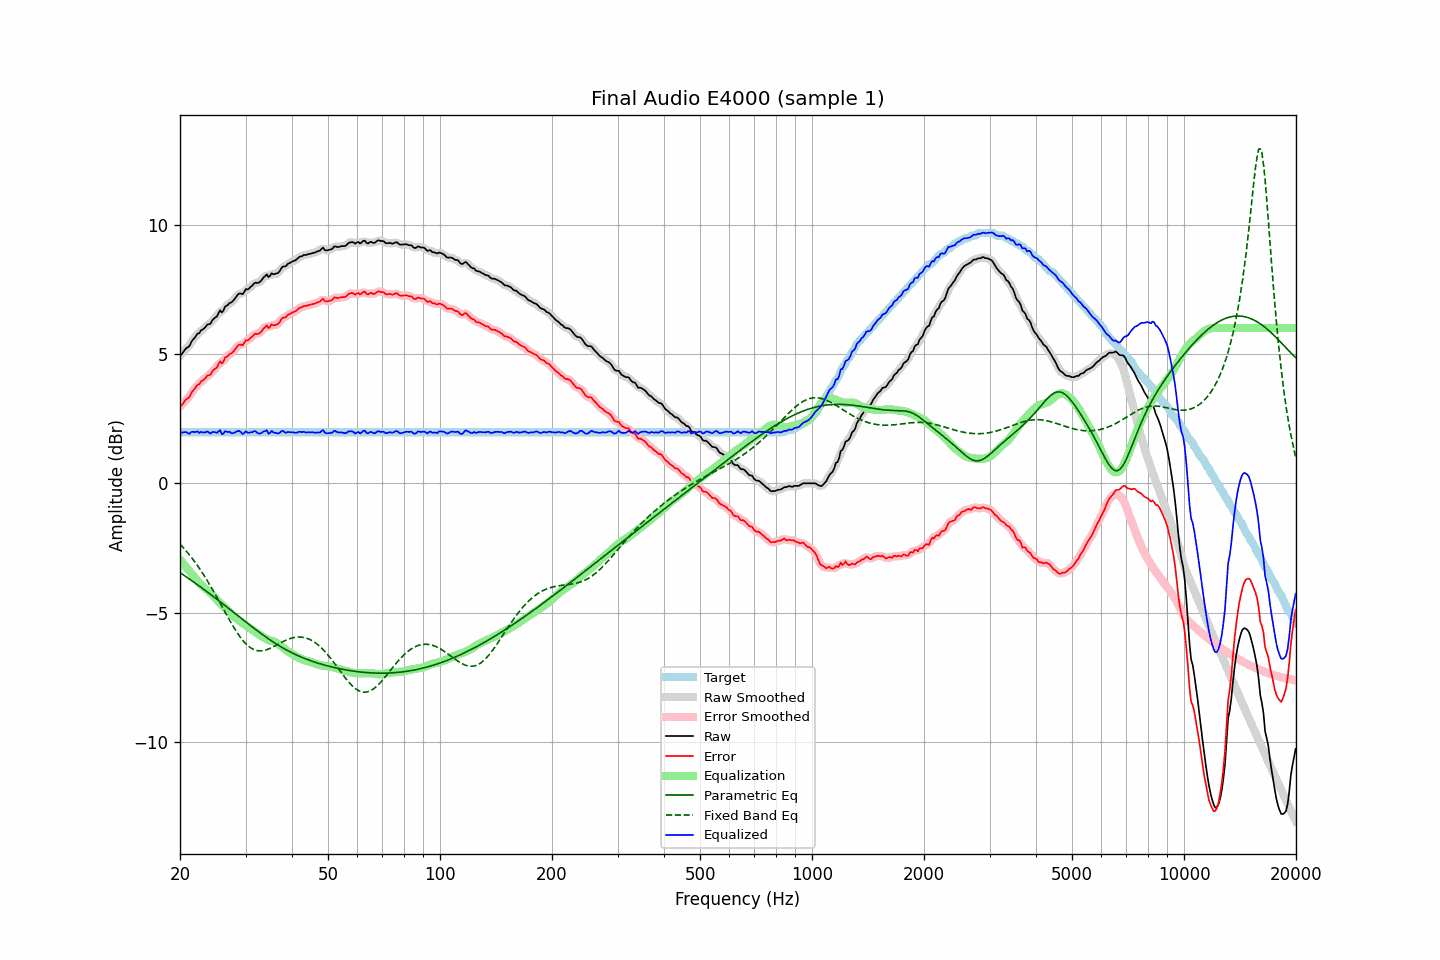 Final Audio E4000 (sample 1)
Amplitude (dBr)
10
5
0
−5
−10
20
50
100
200
500
1000
2000
5000
10000
20000
Frequency (Hz)
Target
Raw Smoothed
Error Smoothed
Raw
Error
Equalization
Parametric Eq
Fixed Band Eq
Equalized